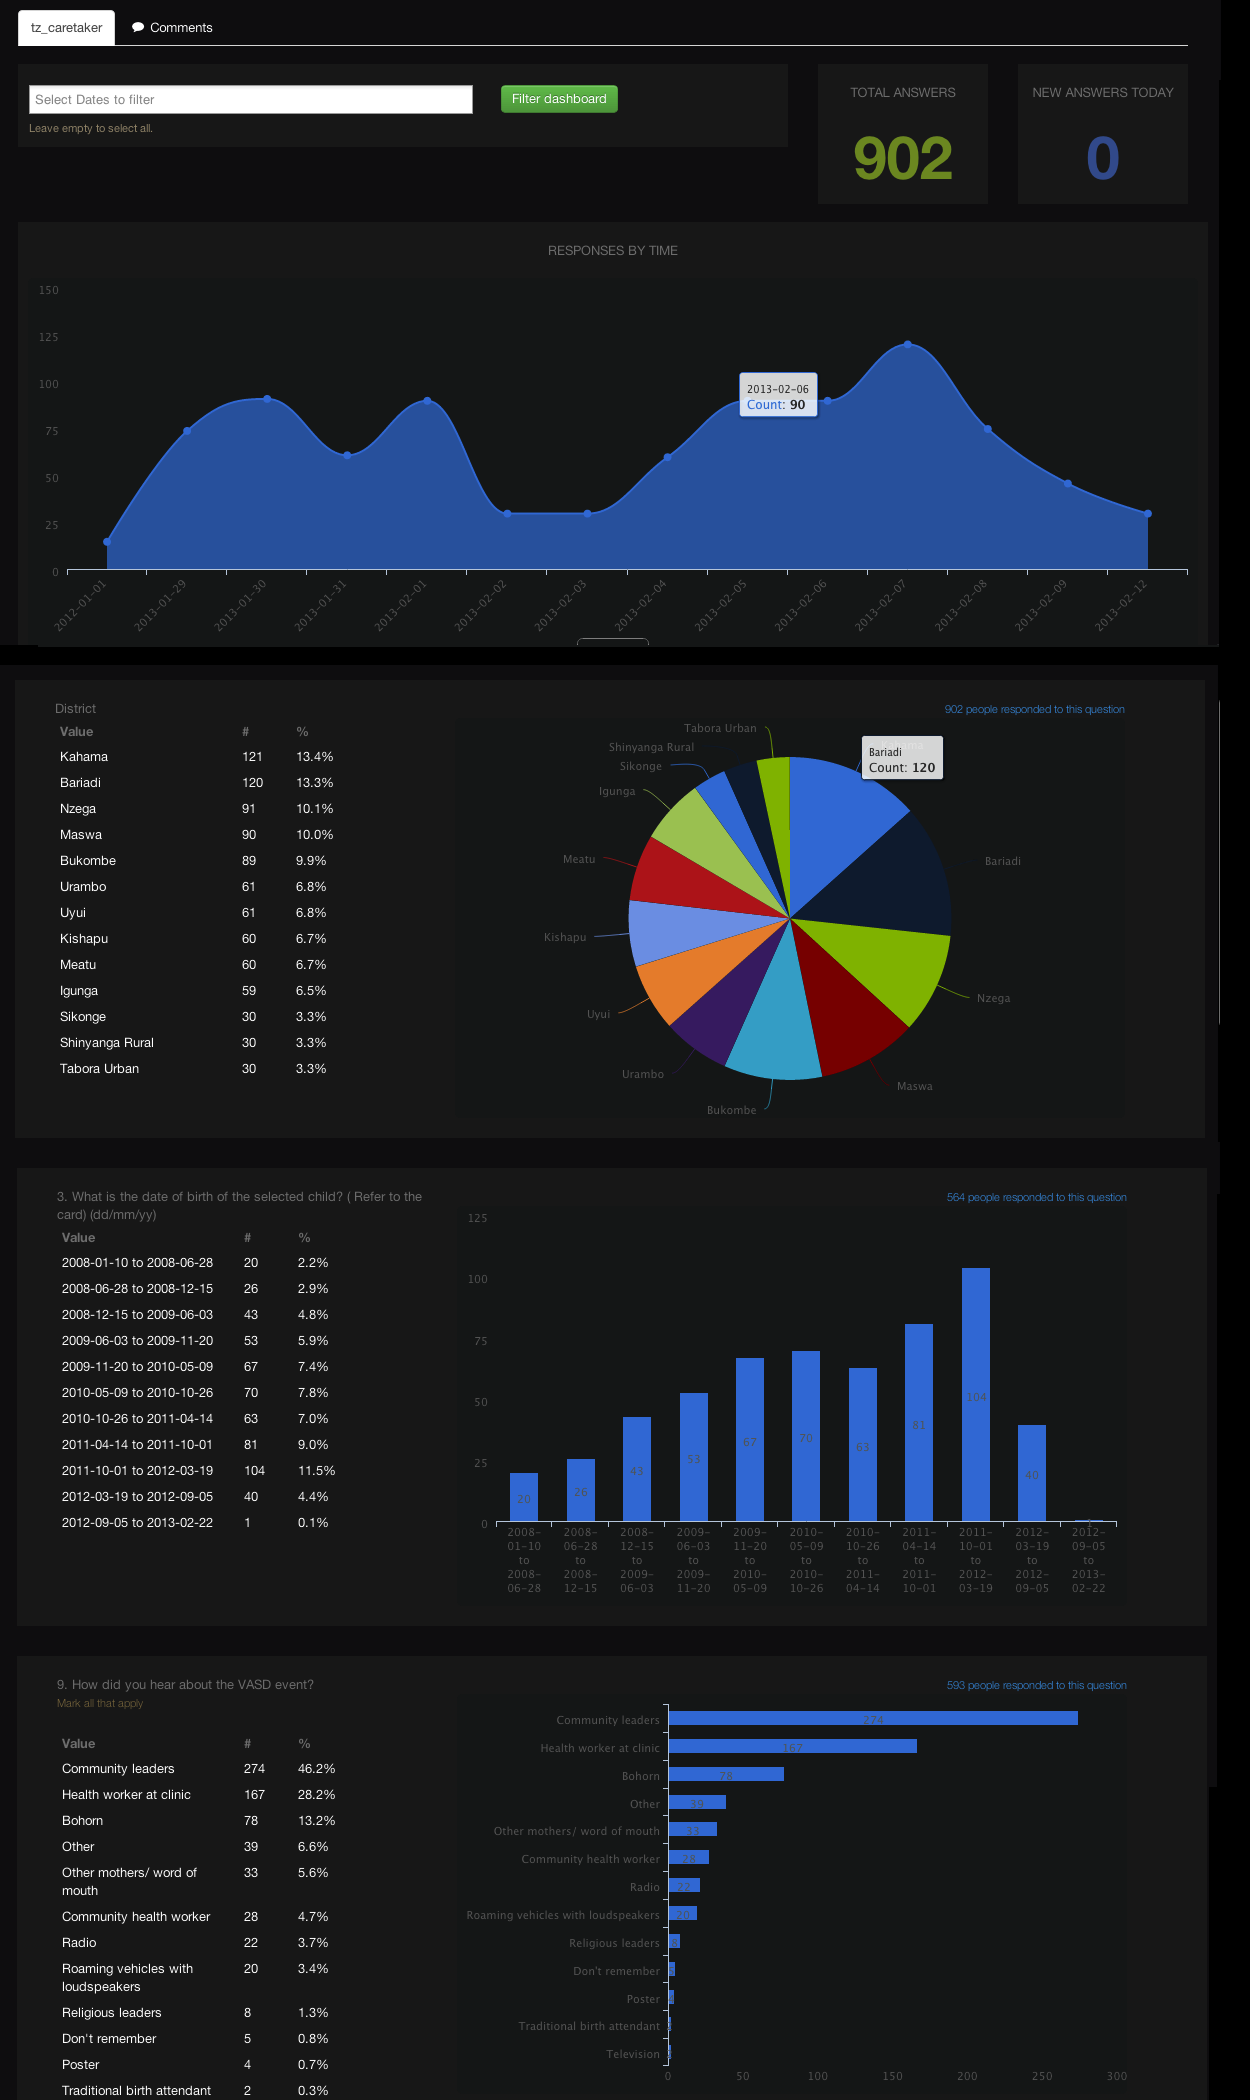 tz_caretaker
Comments
Select Dates to filter
Filter dashboard
Leave empty to select all.
TOTAL ANSWERS
902
NEW ANSWERS TODAY
0
RESPONSES BY TIME
150
125
100
75
50
25
0
2013-02-06
Count: 90
2012-01-01
2013-01-29
2013-01-30
2013-01-31
2013-02-01
2013-02-02
2013-02-03
2013-02-04
2013-02-05
2013-02-06
2013-02-07
2013-02-08
2013-02-09
2013-02-12
District
902 people responded to this question
Value # %
Kahama 121 13.4%
Bariadi 120 13.3%
Nzega 91 10.1%
Maswa 90 10.0%
Bukombe 89 9.9%
Urambo 61 6.8%
Uyui 61 6.8%
Kishapu 60 6.7%
Meatu 60 6.7%
Igunga 59 6.5%
Sikonge 30 3.3%
Shinyanga Rural 30 3.3%
Tabora Urban 30 3.3%
Tabora Urban
Shinyanga Rural
Sikonge
Igunga
Meatu
Kishapu
Uyui
Urambo
Bukombe
Maswa
Nzega
Bariadi
Bariadi
Count: 120
3. What is the date of birth of the selected child? ( Refer to the
card) (dd/mm/yy)
564 people responded to this question
Value # %
2008-01-10 to 2008-06-28 20 2.2%
2008-06-28 to 2008-12-15 26 2.9%
2008-12-15 to 2009-06-03 43 4.8%
2009-06-03 to 2009-11-20 53 5.9%
2009-11-20 to 2010-05-09 67 7.4%
2010-05-09 to 2010-10-26 70 7.8%
2010-10-26 to 2011-04-14 63 7.0%
2011-04-14 to 2011-10-01 81 9.0%
2011-10-01 to 2012-03-19 104 11.5%
2012-03-19 to 2012-09-05 40 4.4%
2012-09-05 to 2013-02-22 1 0.1%
125
100
75
50
25
0
20
26
43
53
67
70
63
81
104
40
1
2008- 2008- 2008- 2009- 2009- 2010- 2010- 2011- 2011- 2012- 2012-
01-10 06-28 12-15 06-03 11-20 05-09 10-26 04-14 10-01 03-19 09-05
to to to to to to to to to to to
2008- 2008- 2009- 2009- 2010- 2010- 2011- 2011- 2012- 2012- 2013-
06-28 12-15 06-03 11-20 05-09 10-26 04-14 10-01 03-19 09-05 02-22
9. How did you hear about the VASD event?
Mark all that apply
593 people responded to this question
Value # %
Community leaders 274 46.2%
Health worker at clinic 167 28.2%
Bohorn 78 13.2%
Other 39 6.6%
Other mothers/ word of 33 5.6%
mouth
Community health worker 28 4.7%
Radio 22 3.7%
Roaming vehicles with 20 3.4%
loudspeakers
Religious leaders 8 1.3%
Don't remember 5 0.8%
Poster 4 0.7%
Traditional birth attendant 2 0.3%
Community leaders 274
Health worker at clinic 167
Bohorn 78
Other 39
Other mothers/ word of mouth 33
Community health worker 28
Radio 22
Roaming vehicles with loudspeakers 20
Religious leaders
Don't remember
Poster
Traditional birth attendant
Television
0 50 100 150 200 250 300